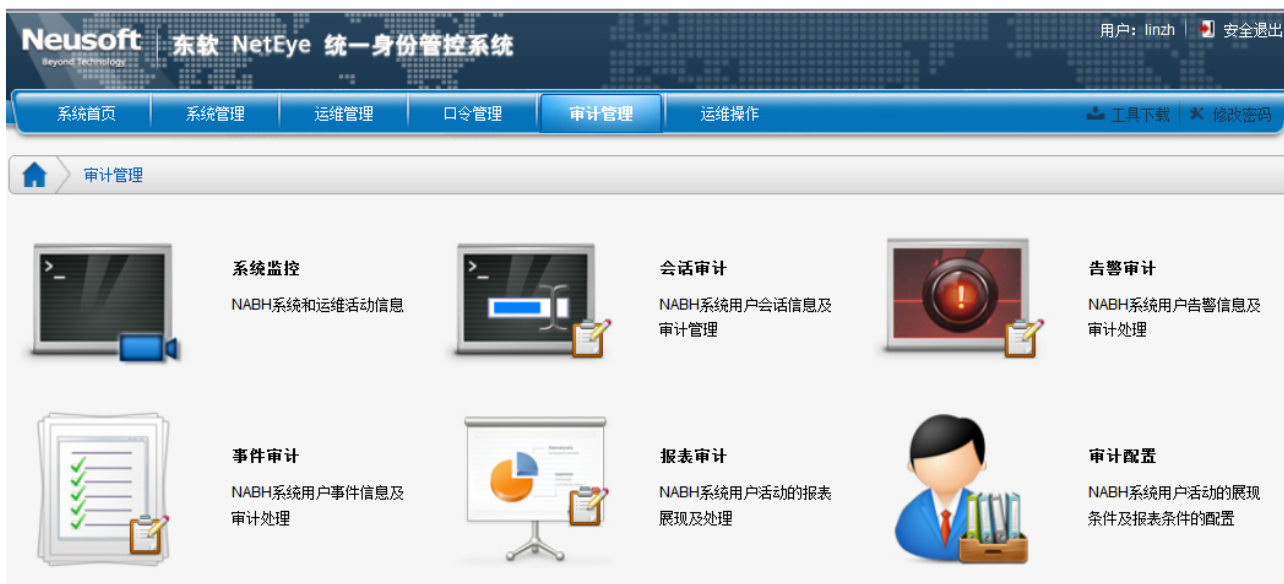 Neusoft
Beyond Technology
东软 NetEye 统一身份管控系统
用户：linzh
安全退出
系统首页
系统管理
运维管理
口令管理
审计管理
运维操作
工具下载
修改密码
审计管理
系统监控
NABH系统和运维活动信息
会话审计
NABH系统用户会话信息及
审计管理
告警审计
NABH系统用户告警信息及
审计处理
事件审计
NABH系统用户事件信息及
审计处理
报表审计
NABH系统用户活动的报表
展现及处理
审计配置
NABH系统用户活动的展现
条件及报表条件的配置